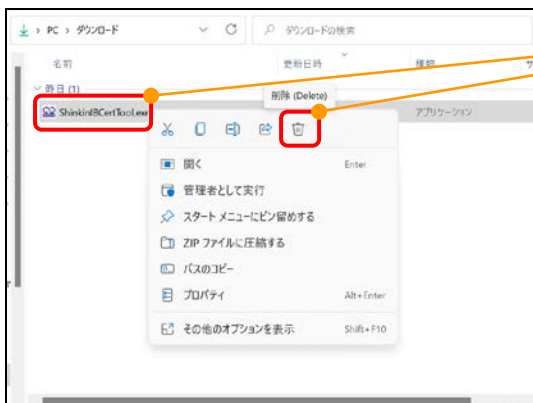 PC › ダウンロード
ダウンロードの検索
名前 更新日時 種類 サ
昨日 (1)
削除 (Delete)
ShinkinIBCertTool.exe アプリケーション
開く Enter
管理者として実行
スタート メニューにピン留めする
ZIP ファイルに圧縮する
パスのコピー
プロパティ Alt+Enter
その他のオプションを表示 Shift+F10